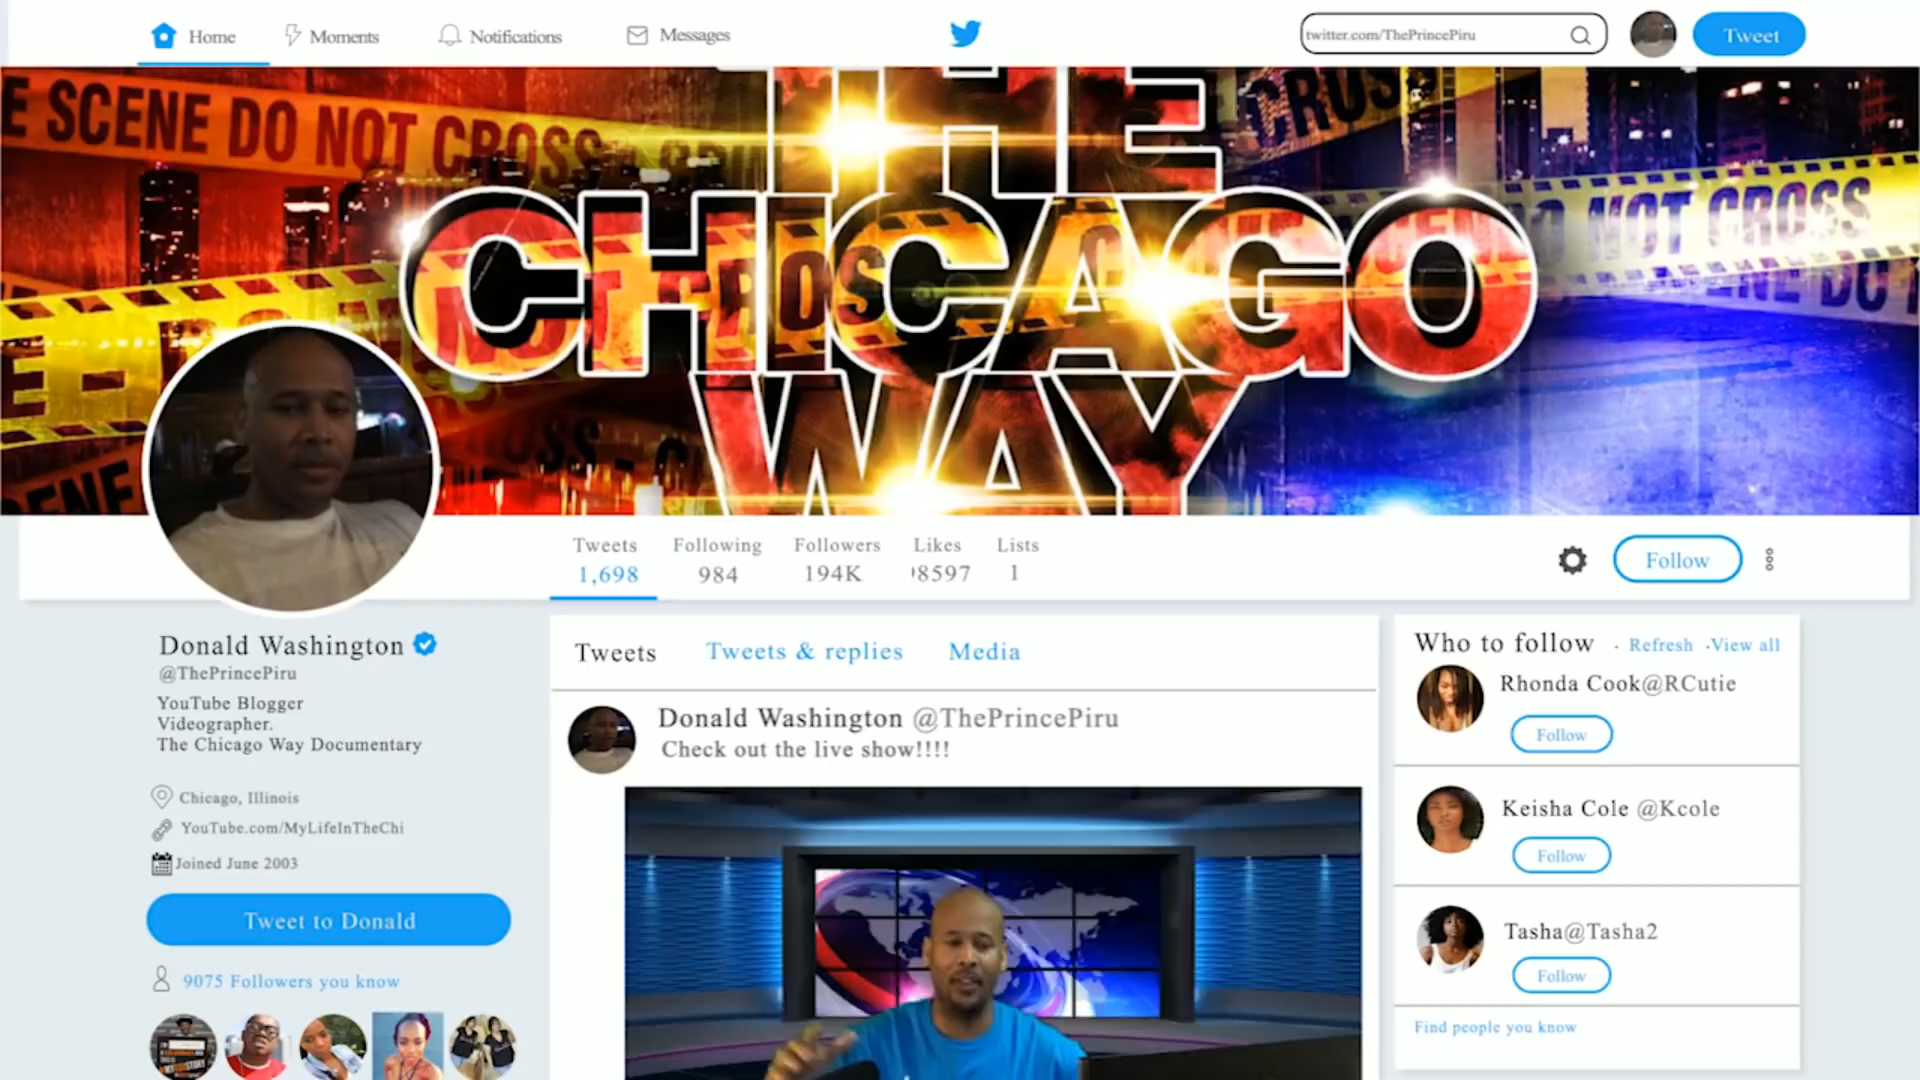 Home
Moments
Notifications
Messages
twitter.com/ThePrincePiru
Tweet
E SCENE DO NOT CROSS
CROS
THE
CHICAGO
WAY
NOT CROSS
Tweets
Following
Followers
Likes
Lists
1,698
984
194K
98597
1
Follow
Donald Washington
@ThePrincePiru
YouTube Blogger
Videographer.
The Chicago Way Documentary
Chicago, Illinois
YouTube.com/MyLifeInTheChi
Joined June 2003
Tweet to Donald
9075 Followers you know
Tweets
Tweets & replies
Media
Donald Washington @ThePrincePiru
Check out the live show!!!!
Who to follow · Refresh ·View all
Rhonda Cook@RCutie
Follow
Keisha Cole @Kcole
Follow
Tasha@Tasha2
Follow
Find people you know